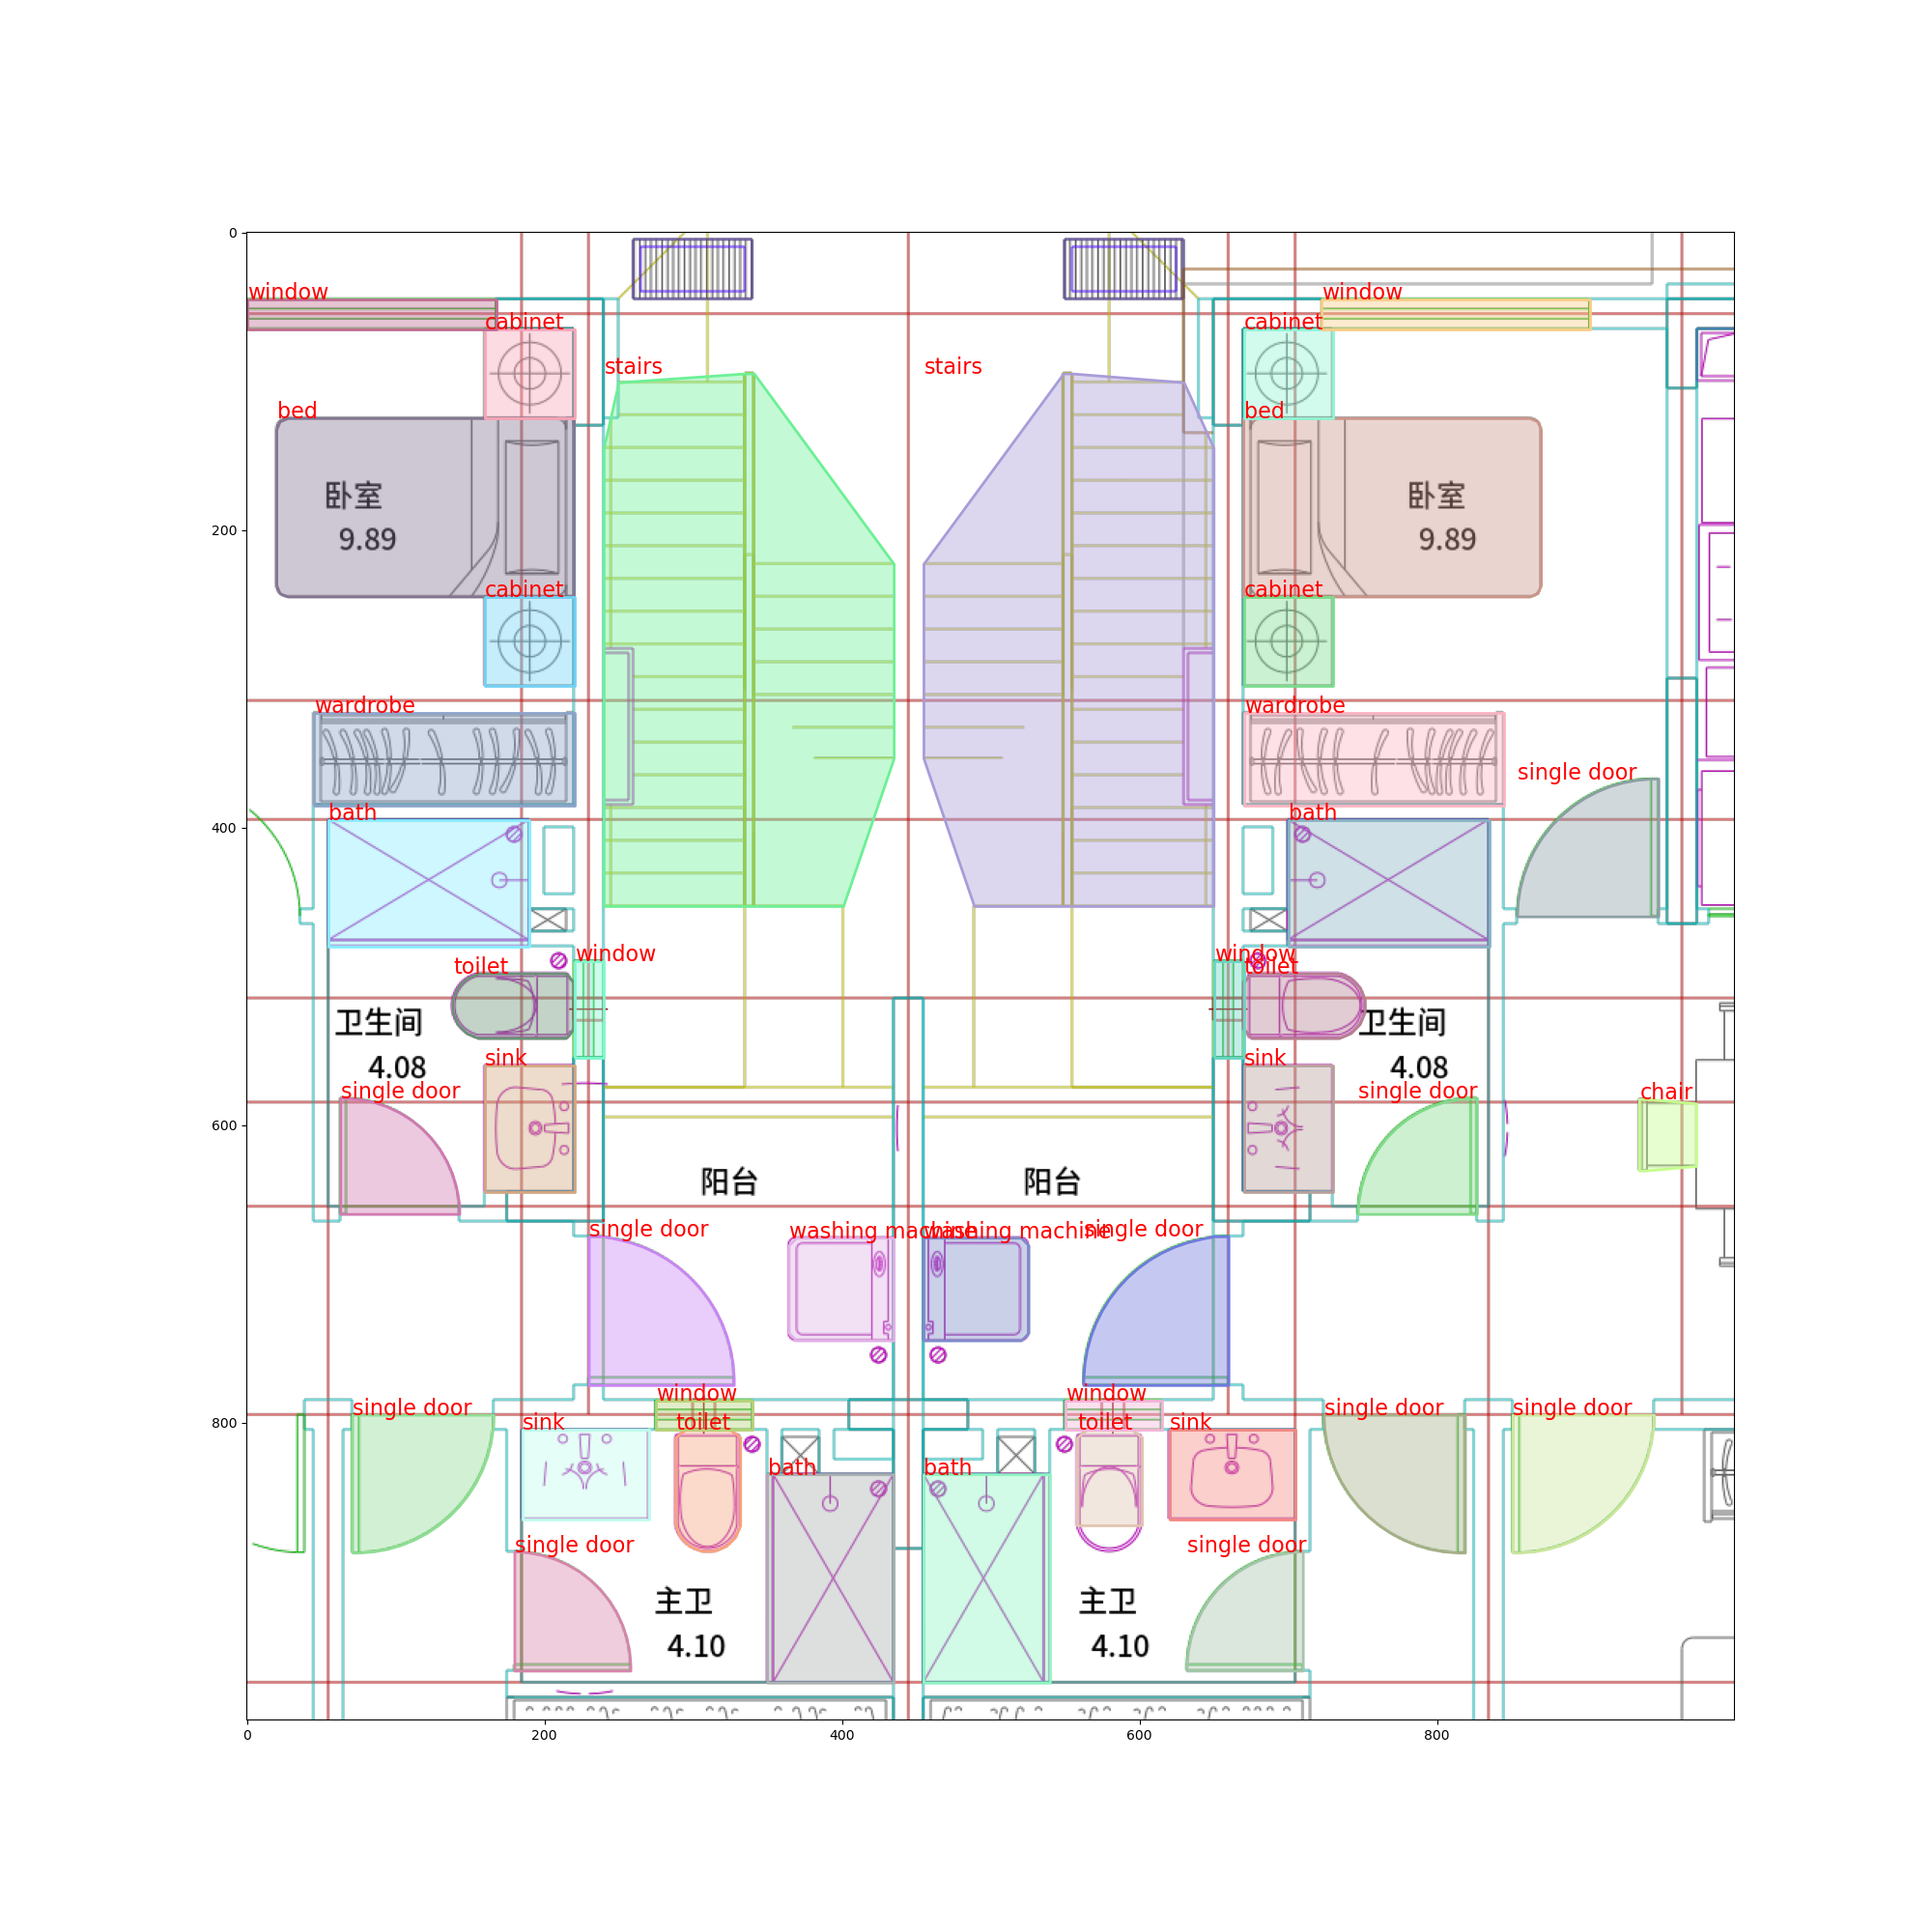 0
window
window
cabinet
cabinet
stairs
stairs
bed
bed
卧室
9.89
卧室
9.89
200
cabinet
cabinet
wardrobe
wardrobe
single door
bath
bath
400
window
window
toilet
toilet
卫生间
4.08
卫生间
4.08
sink
sink
single door
single door
chair
600
阳台
阳台
single door
washing machine
washing machine
single door
window
window
single door
single door
single door
800
sink
toilet
toilet
sink
bath
bath
single door
single door
主卫
4.10
主卫
4.10
0
200
400
600
800